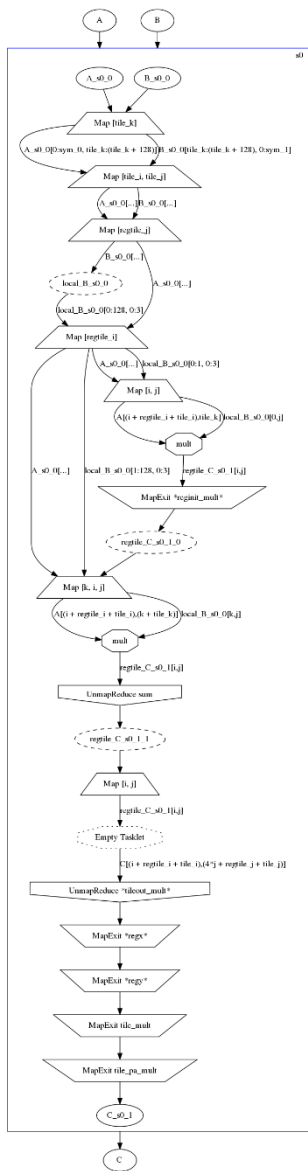 A
B
s0
A_s0_0
B_s0_0
Map [tile_k]
A_s0_0[0:sym_0, tile_k:(tile_k + 128)]
B_s0_0[tile_k:(tile_k + 128), 0:sym_1]
Map [tile_i, tile_j]
A_s0_0[...]
B_s0_0[...]
Map [regtile_j]
B_s0_0[...]
local_B_s0_0
A_s0_0[...]
local_B_s0_0[0:128, 0:3]
Map [regtile_i]
A_s0_0[...]
local_B_s0_0[0:1, 0:3]
Map [i, j]
A[(i + regtile_i + tile_i),tile_k]
local_B_s0_0[0,j]
mult
A_s0_0[...]
local_B_s0_0[1:128, 0:3]
regtile_C_s0_1[i,j]
MapExit *reginit_mult*
regtile_C_s0_1_0
Map [k, i, j]
A[(i + regtile_i + tile_i),(k + tile_k)]
local_B_s0_0[k,j]
mult
regtile_C_s0_1[i,j]
UnmapReduce sum
regtile_C_s0_1_1
Map [i, j]
regtile_C_s0_1[i,j]
Empty Tasklet
C[(i + regtile_i + tile_i),(4*j + regtile_j + tile_j)]
UnmapReduce *tileout_mult*
MapExit *regx*
MapExit *regy*
MapExit tile_mult
MapExit tile_pa_mult
C_s0_1
C